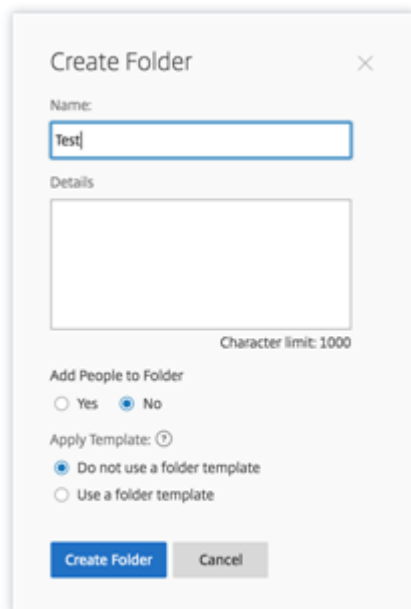 Create Folder
Name:
Test
Details
Character limit: 1000
Add People to Folder
Yes No
Apply Template: ?
Do not use a folder template
Use a folder template
Create Folder Cancel